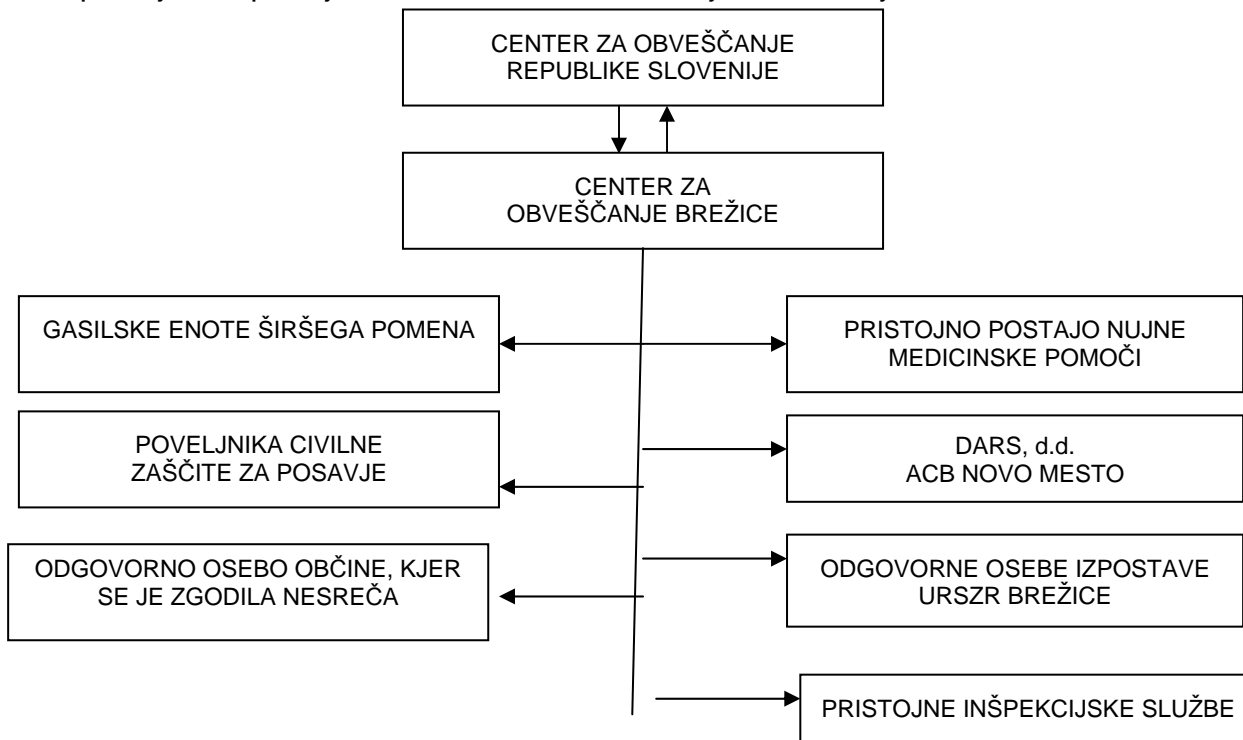 CENTER ZA OBVEŠČANJE
REPUBLIKE SLOVENIJE
CENTER ZA
OBVEŠČANJE BREŽICE
GASILSKE ENOTE ŠIRŠEGA POMENA
PRISTOJNO POSTAJO NUJNE
MEDICINSKE POMOČI
POVELJNIKA CIVILNE
ZAŠČITE ZA POSAVJE
DARS, d.d.
ACB NOVO MESTO
ODGOVORNO OSEBO OBČINE, KJER
SE JE ZGODILA NESREČA
ODGOVORNE OSEBE IZPOSTAVE
URSZR BREŽICE
PRISTOJNE INŠPEKCIJSKE SLUŽBE